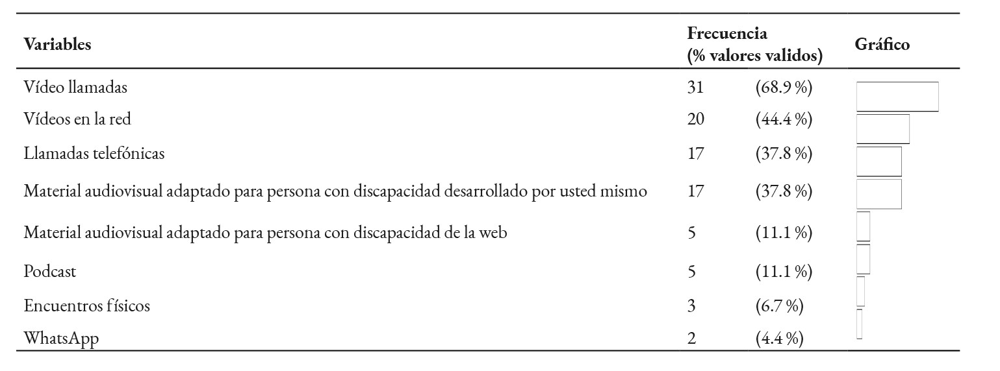 Variables Frecuencia (% valores validos) Gráfico
Vídeo llamadas 31 (68.9 %)
Vídeos en la red 20 (44.4 %)
Llamadas telefónicas 17 (37.8 %)
Material audiovisual adaptado para persona con discapacidad desarrollado por usted mismo 17 (37.8 %)
Material audiovisual adaptado para persona con discapacidad de la web 5 (11.1 %)
Podcast 5 (11.1 %)
Encuentros físicos 3 (6.7 %)
WhatsApp 2 (4.4 %)